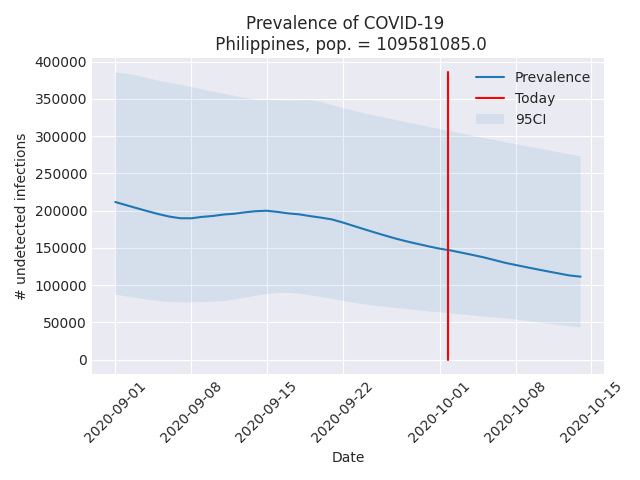 Prevalence of COVID-19
Philippines, pop. = 109581085.0
400000
350000
300000
250000
200000
150000
100000
50000
0
# undetected infections
Prevalence
Today
95CI
2020-09-01
2020-09-08
2020-09-15
2020-09-22
2020-10-01
2020-10-08
2020-10-15
Date